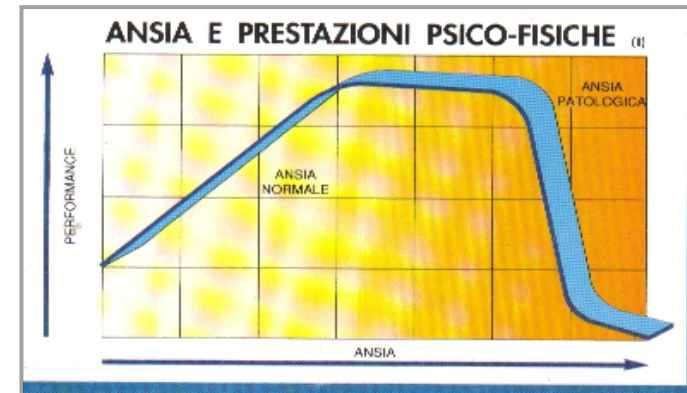 ANSIA E PRESTAZIONI PSICO-FISICHE (I)
ANSIA
PATOLOGICA
ANSIA
NORMALE
PERFORMANCE
ANSIA